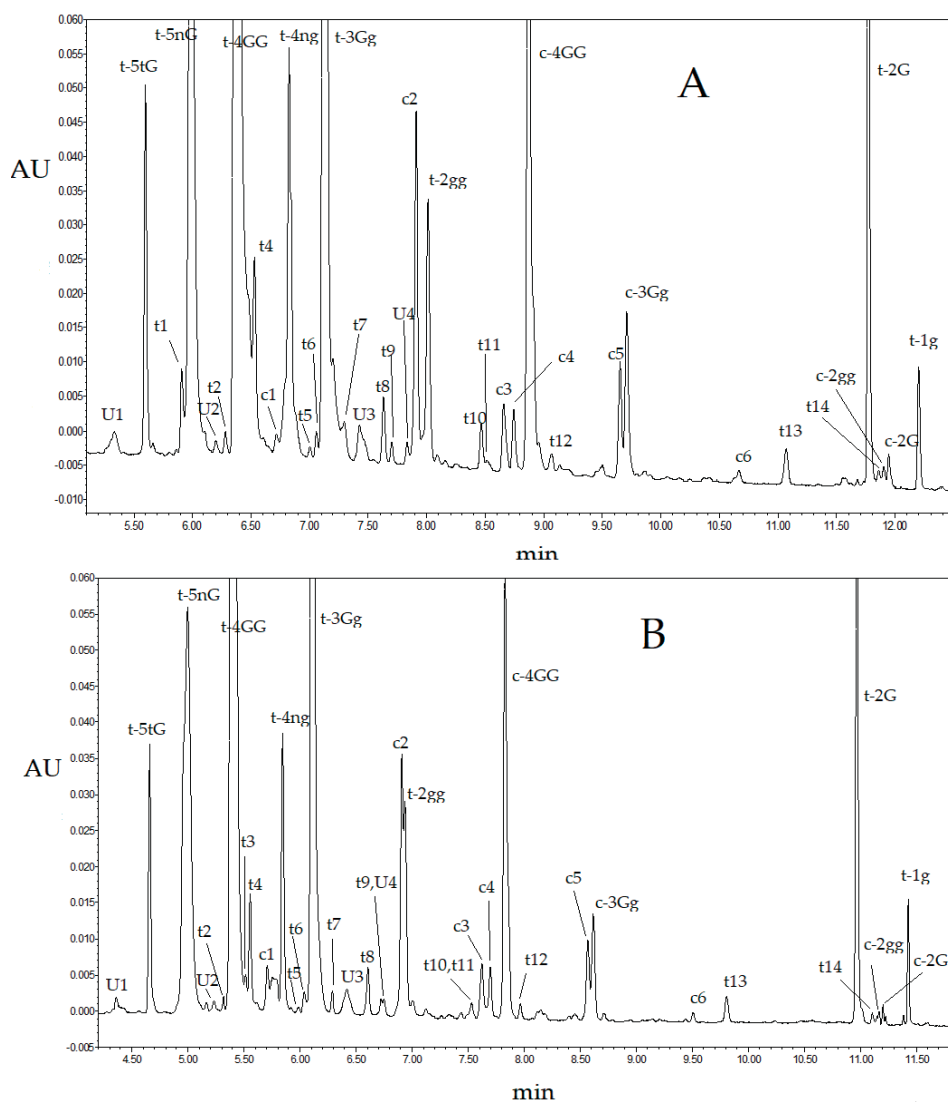 0.060
t-5nG
t-4GG
t-4ng
t-3Gg
c-4GG
t-2G
t-5tG
A
0.050
c2
0.040
AU
t-2gg
0.030
t4
0.020
c-3Gg
0.010
t1
t6
t7
t9
U4
t11
c4
c5
c-2gg
t-1g
U1
U2
t2
c1
t5
U3
t8
t10
c3
t12
c6
t13
t14
c-2G
0.055
0.045
0.035
0.025
0.015
0.005
0.000
-0.005
-0.010
5.50 6.00 6.50 7.00 7.50 8.00 8.50 9.00 9.50 10.00 10.50 11.00 11.50 12.00
min
0.060
t-5nG
t-4GG
t-3Gg
B
0.055
c-4GG
t-2G
0.050
0.045
t-4ng
0.040
t-5tG
c2
0.035
AU
t-2gg
0.030
0.025
t3
0.020
t4
t9,U4
c4
c5
c-3Gg
t-1g
0.015
t2
c1
t6
t7
c3
0.010
U1
U2
t5
U3
t8
t10,t11
t12
c6
t13
t14
c-2gg
c-2G
0.005
0.000
-0.005
4.50 5.00 5.50 6.00 6.50 7.00 7.50 8.00 8.50 9.00 9.50 10.00 10.50 11.00 11.50
min